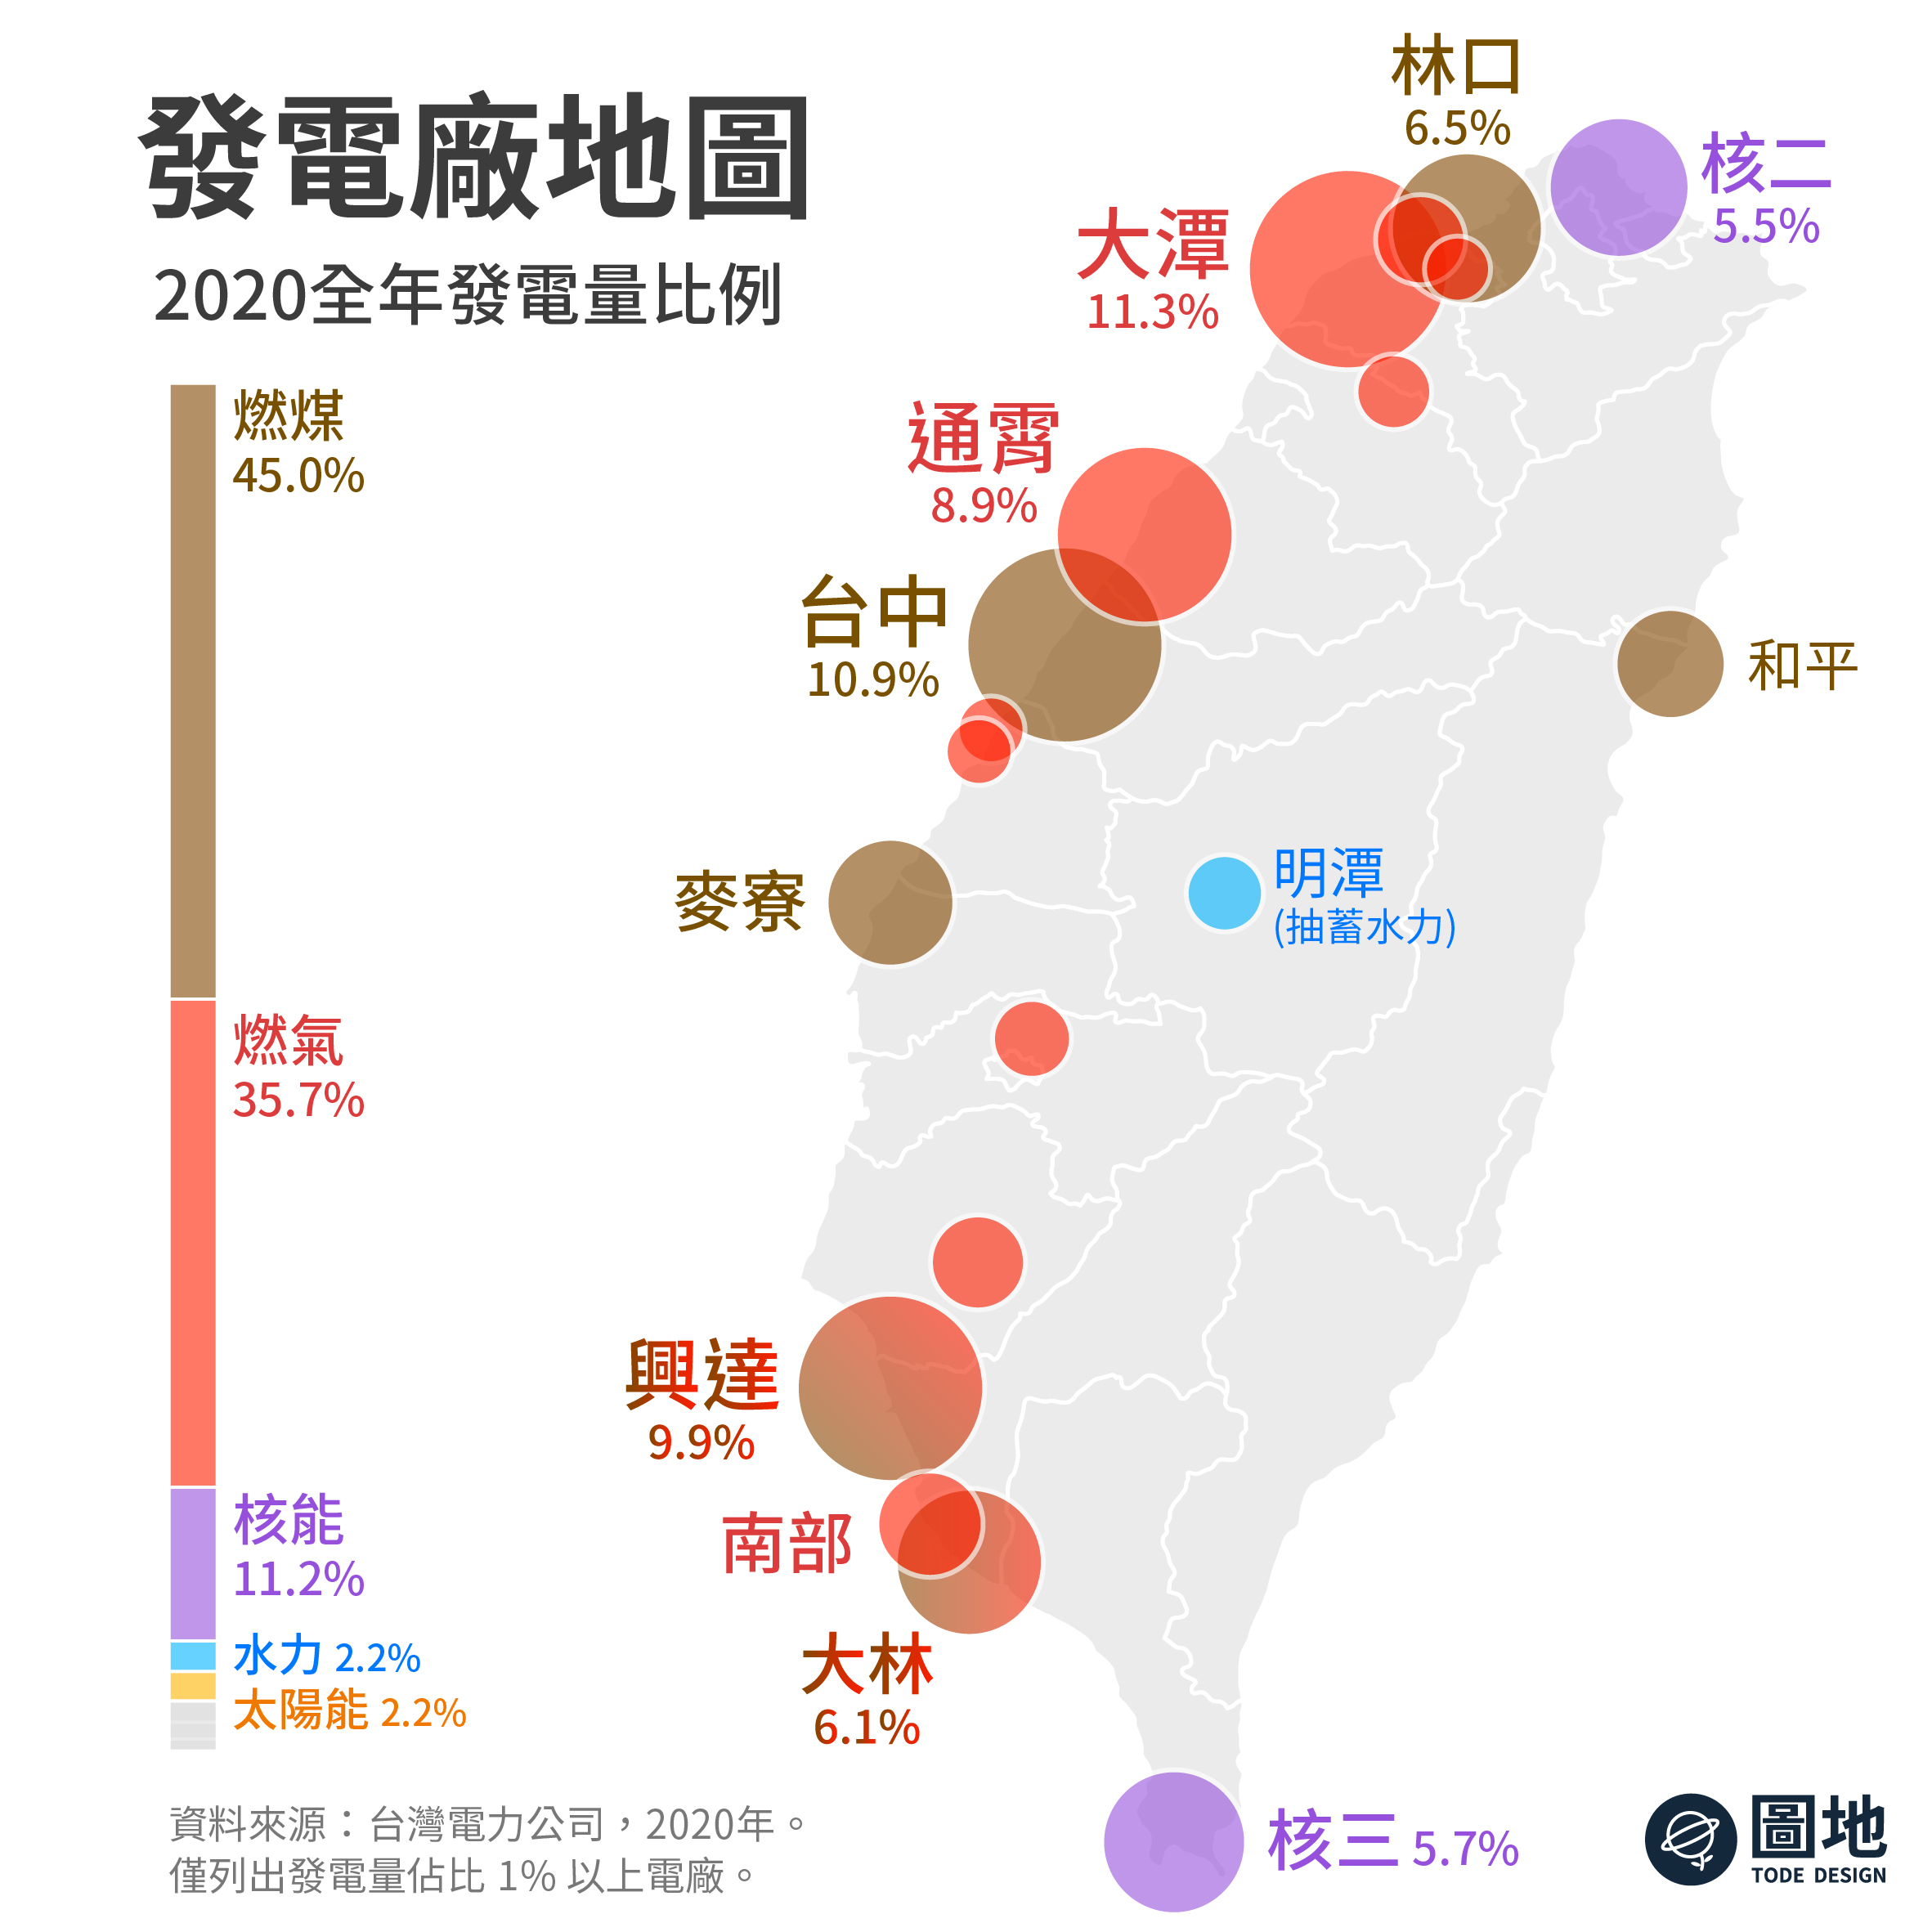 發電廠地圖
2020全年發電量比例
燃煤
45.0%
燃氣
35.7%
核能
11.2%
水力 2.2%
太陽能 2.2%
林口
6.5%
核二
5.5%
大潭
11.3%
通霄
8.9%
台中
10.9%
和平
麥寮
明潭
(抽蓄水力)
興達
9.9%
南部
大林
6.1%
核三 5.7%
資料來源：台灣電力公司，2020年。
僅列出發電量佔比 1% 以上電廠。
圖地
TODE DESIGN